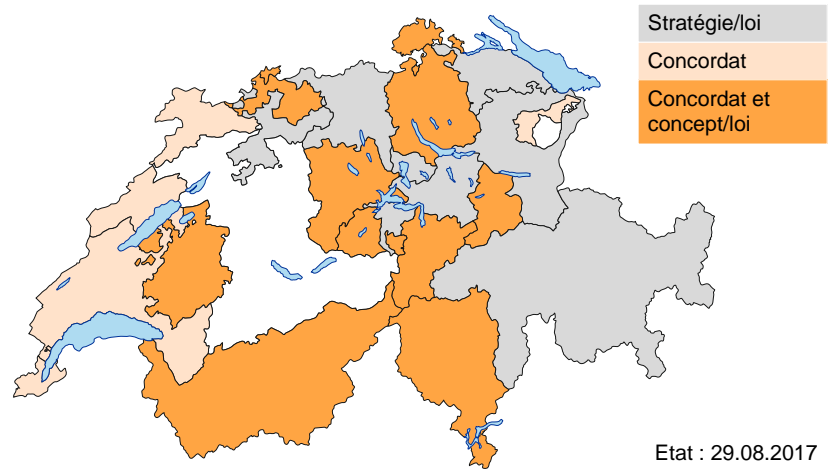 Stratégie/loi
Concordat
Concordat et
concept/loi
Etat : 29.08.2017